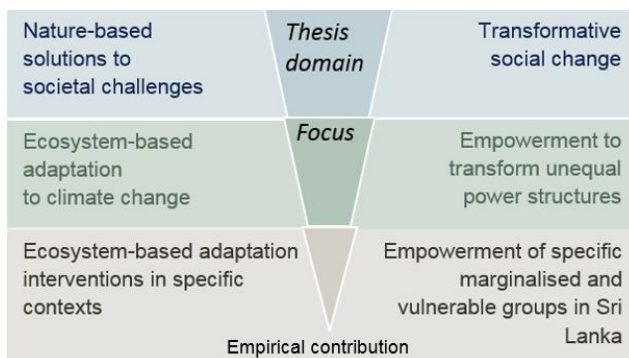 Nature-based
solutions to
societal challenges
Thesis
domain
Transformative
social change
Ecosystem-based
adaptation
to climate change
Focus
Empowerment to
transform unequal
power structures
Ecosystem-based adaptation
interventions in specific
contexts
Empowerment of specific
marginalised and
vulnerable groups in Sri
Lanka
Empirical contribution